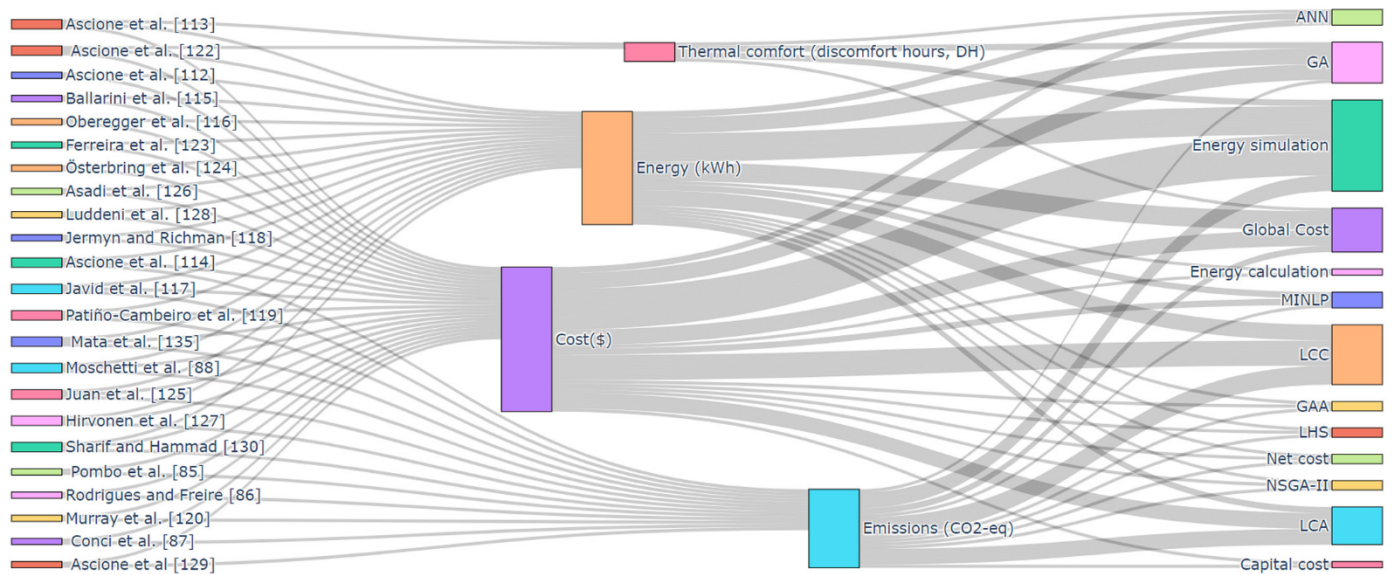 Ascione et al. [113]
Ascione et al. [122]
Ascione et al. [112]
Ballarini et al. [115]
Oberegger et al. [116]
Ferreira et al. [123]
Österbring et al. [124]
Asadi et al. [126]
Luddeni et al. [128]
Jermyn and Richman [118]
Ascione et al. [114]
Javid et al. [117]
Patiño-Cambeiro et al. [119]
Mata et al. [135]
Moschetti et al. [88]
Juan et al. [125]
Hirvonen et al. [127]
Sharif and Hammad [130]
Pombo et al. [85]
Rodrigues and Freire [86]
Murray et al. [120]
Conci et al. [87]
Ascione et al [129]
Thermal comfort (discomfort hours, DH)
Energy (kWh)
Cost($)
Emissions (CO2-eq)
ANN
GA
Energy simulation
Global Cost
Energy calculation
MINLP
LCC
GAA
LHS
Net cost
NSGA-II
LCA
Capital cost